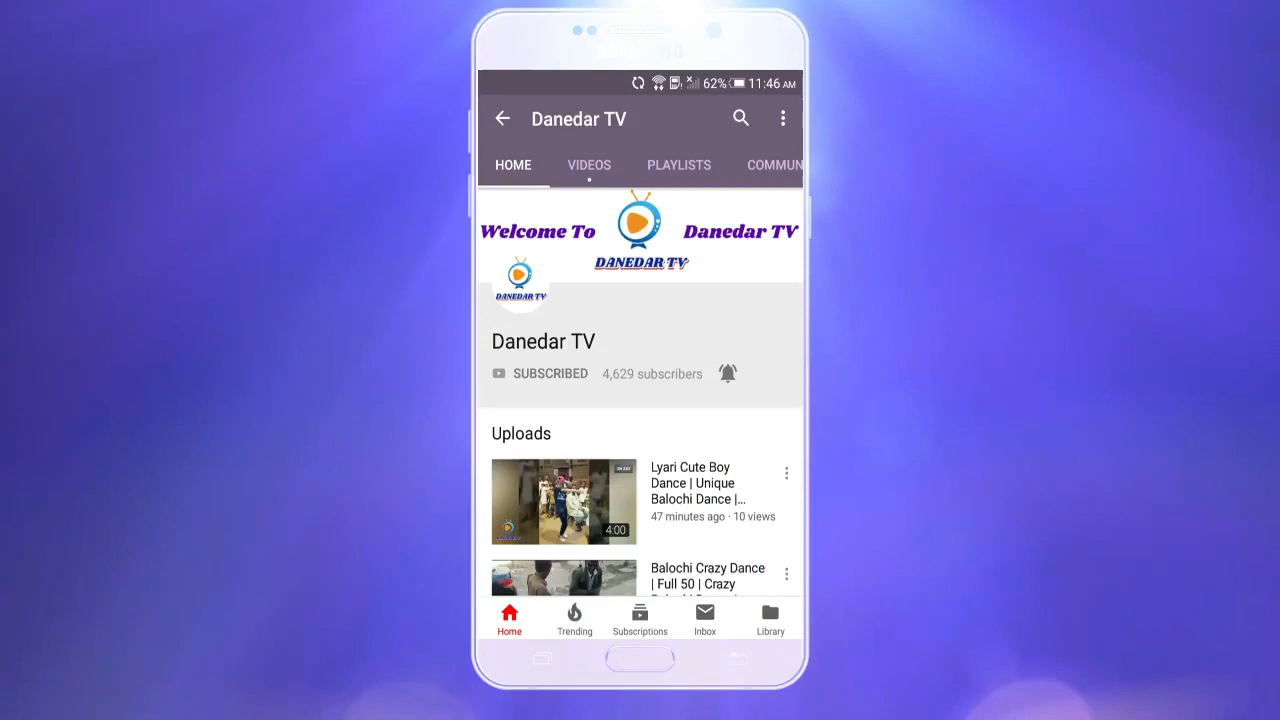 62% 11:46 AM
Danedar TV
HOME VIDEOS PLAYLISTS COMMUN
Welcome To Danedar TV
DANEDAR TV
DANEDAR TV
Danedar TV
SUBSCRIBED 4,629 subscribers
Uploads
Lyari Cute Boy
Dance | Unique
Balochi Dance |...
47 minutes ago · 10 views
4:00
Balochi Crazy Dance
| Full 50 | Crazy
Home Trending Subscriptions Inbox Library